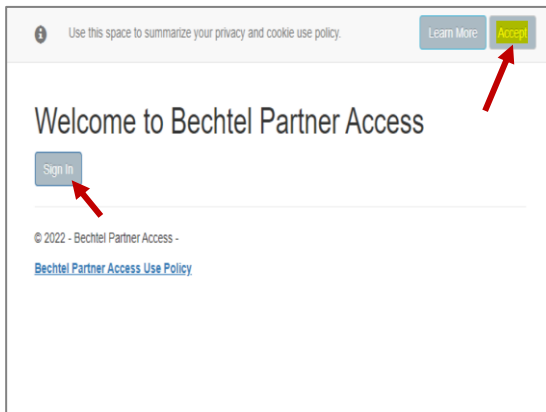 Use this space to summarize your privacy and cookie use policy.
Learn More
Accept
Welcome to Bechtel Partner Access
Sign In
© 2022 - Bechtel Partner Access -
Bechtel Partner Access Use Policy